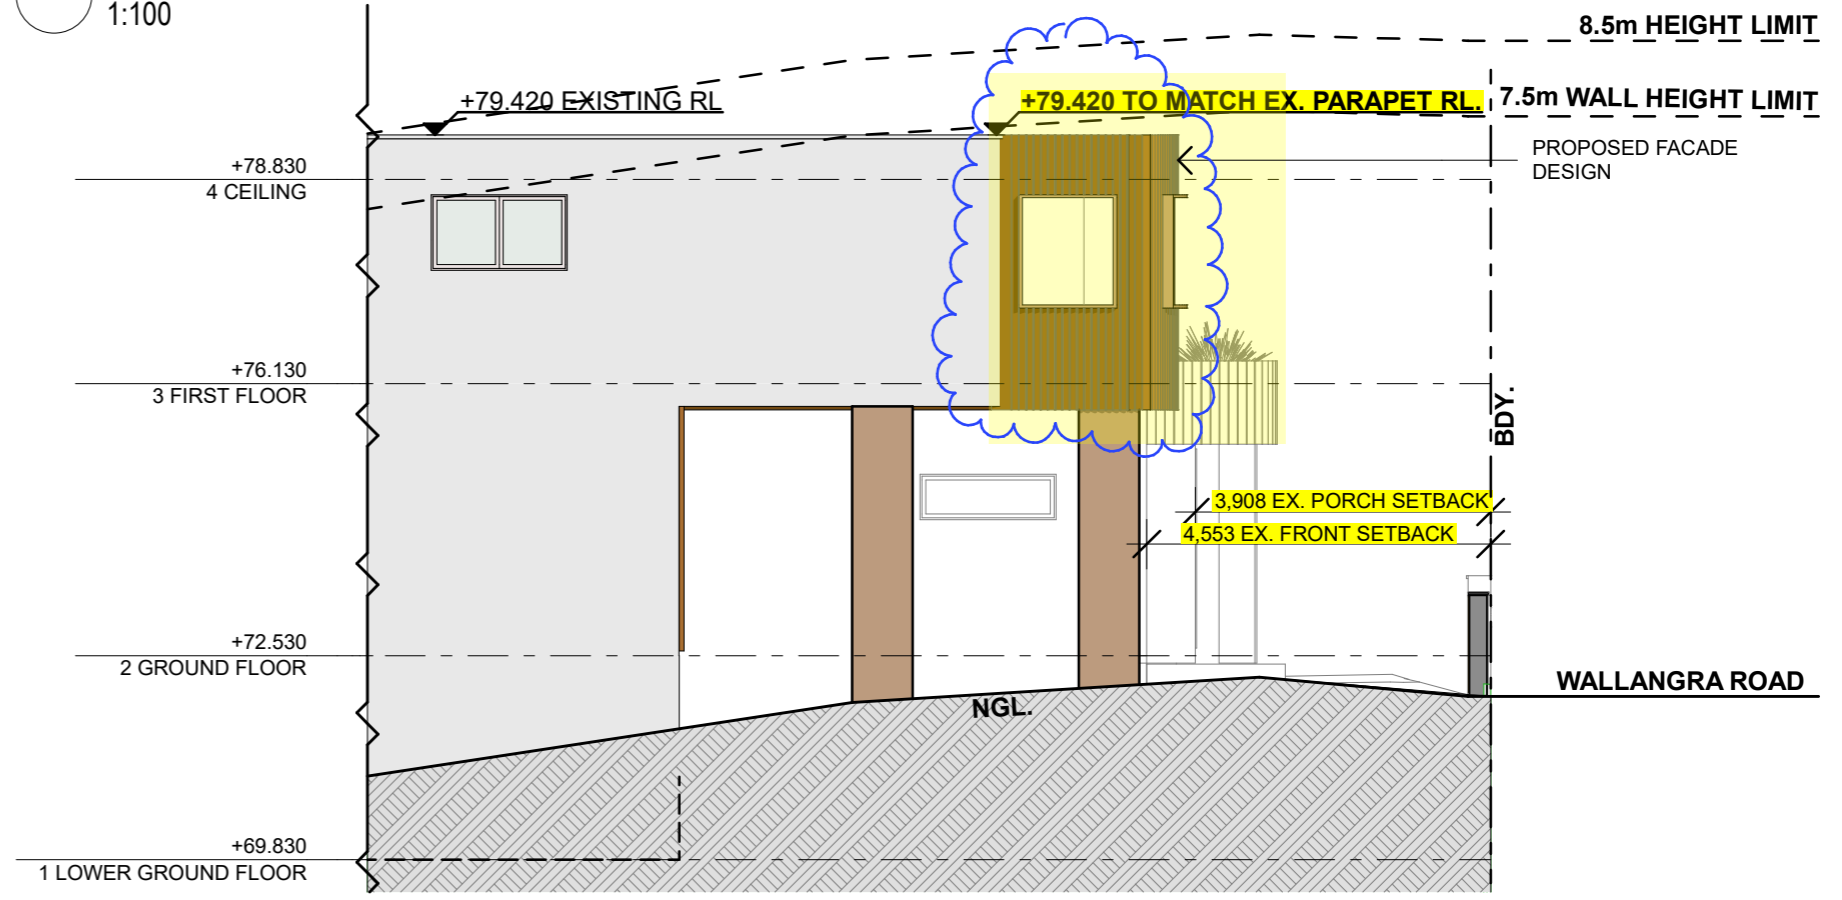 1:100
8.5m HEIGHT LIMIT
+79.420 EXISTING RL
+79.420 TO MATCH EX. PARAPET RL.
7.5m WALL HEIGHT LIMIT
PROPOSED FACADE
DESIGN
+78.830
4 CEILING
+76.130
3 FIRST FLOOR
BDY.
3,908 EX. PORCH SETBACK
4,553 EX. FRONT SETBACK
+72.530
2 GROUND FLOOR
WALLANGRA ROAD
NGL.
+69.830
1 LOWER GROUND FLOOR